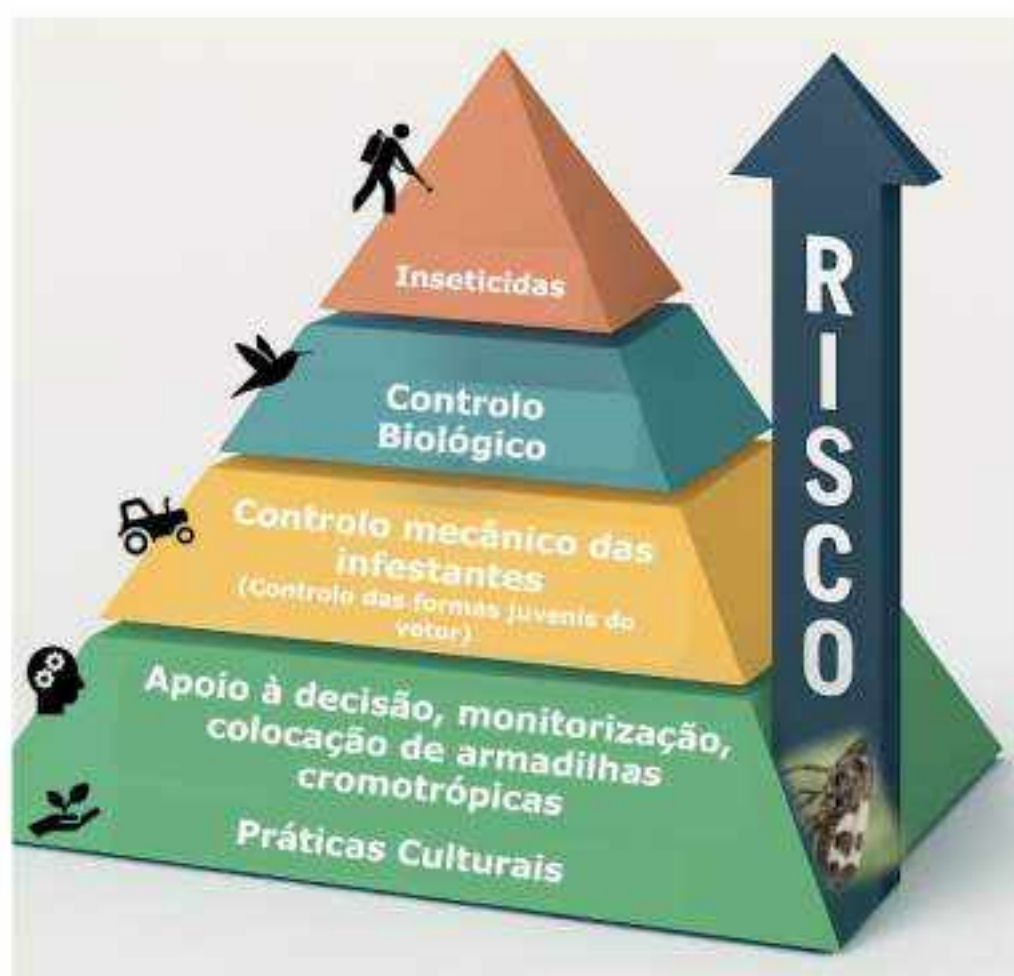 Inseticidas
Controlo
Biológico
Controlo mecânico das
infestantes
(Controlo das formas juvenis do
vetor)
Apoio à decisão, monitorização,
colocação de armadilhas
cromotrópicas
Práticas Culturais
RISCO